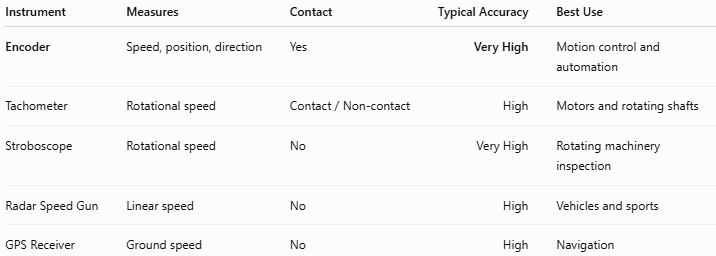 Instrument Measures Contact Typical Accuracy Best Use
Encoder Speed, position, direction Yes Very High Motion control and
automation
Tachometer Rotational speed Contact / Non-contact High Motors and rotating shafts
Stroboscope Rotational speed No Very High Rotating machinery
inspection
Radar Speed Gun Linear speed No High Vehicles and sports
GPS Receiver Ground speed No High Navigation